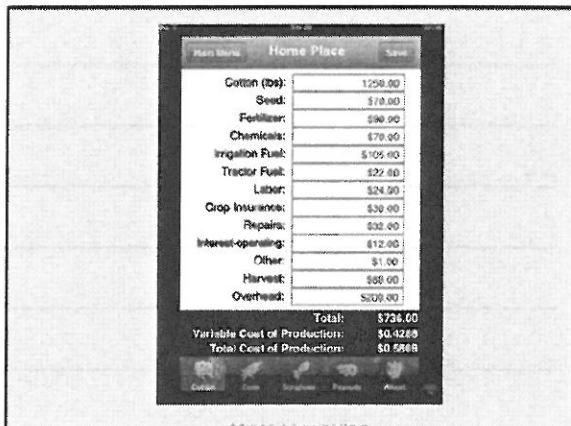 Main Menu Home Place Save
Cotton (lbs): 1250.00
Seed: $70.00
Fertilizer: $90.00
Chemicals: $70.00
Irrigation Fuel: $105.00
Tractor Fuel: $22.00
Labor: $24.00
Crop Insurance: $30.00
Repairs: $32.00
Interest-operating: $12.00
Other: $1.00
Harvest: $80.00
Overhead: $200.00
Total: $736.00
Variable Cost of Production: $0.4288
Total Cost of Production: $0.5888
Cotton Corn Soybeans Peanuts